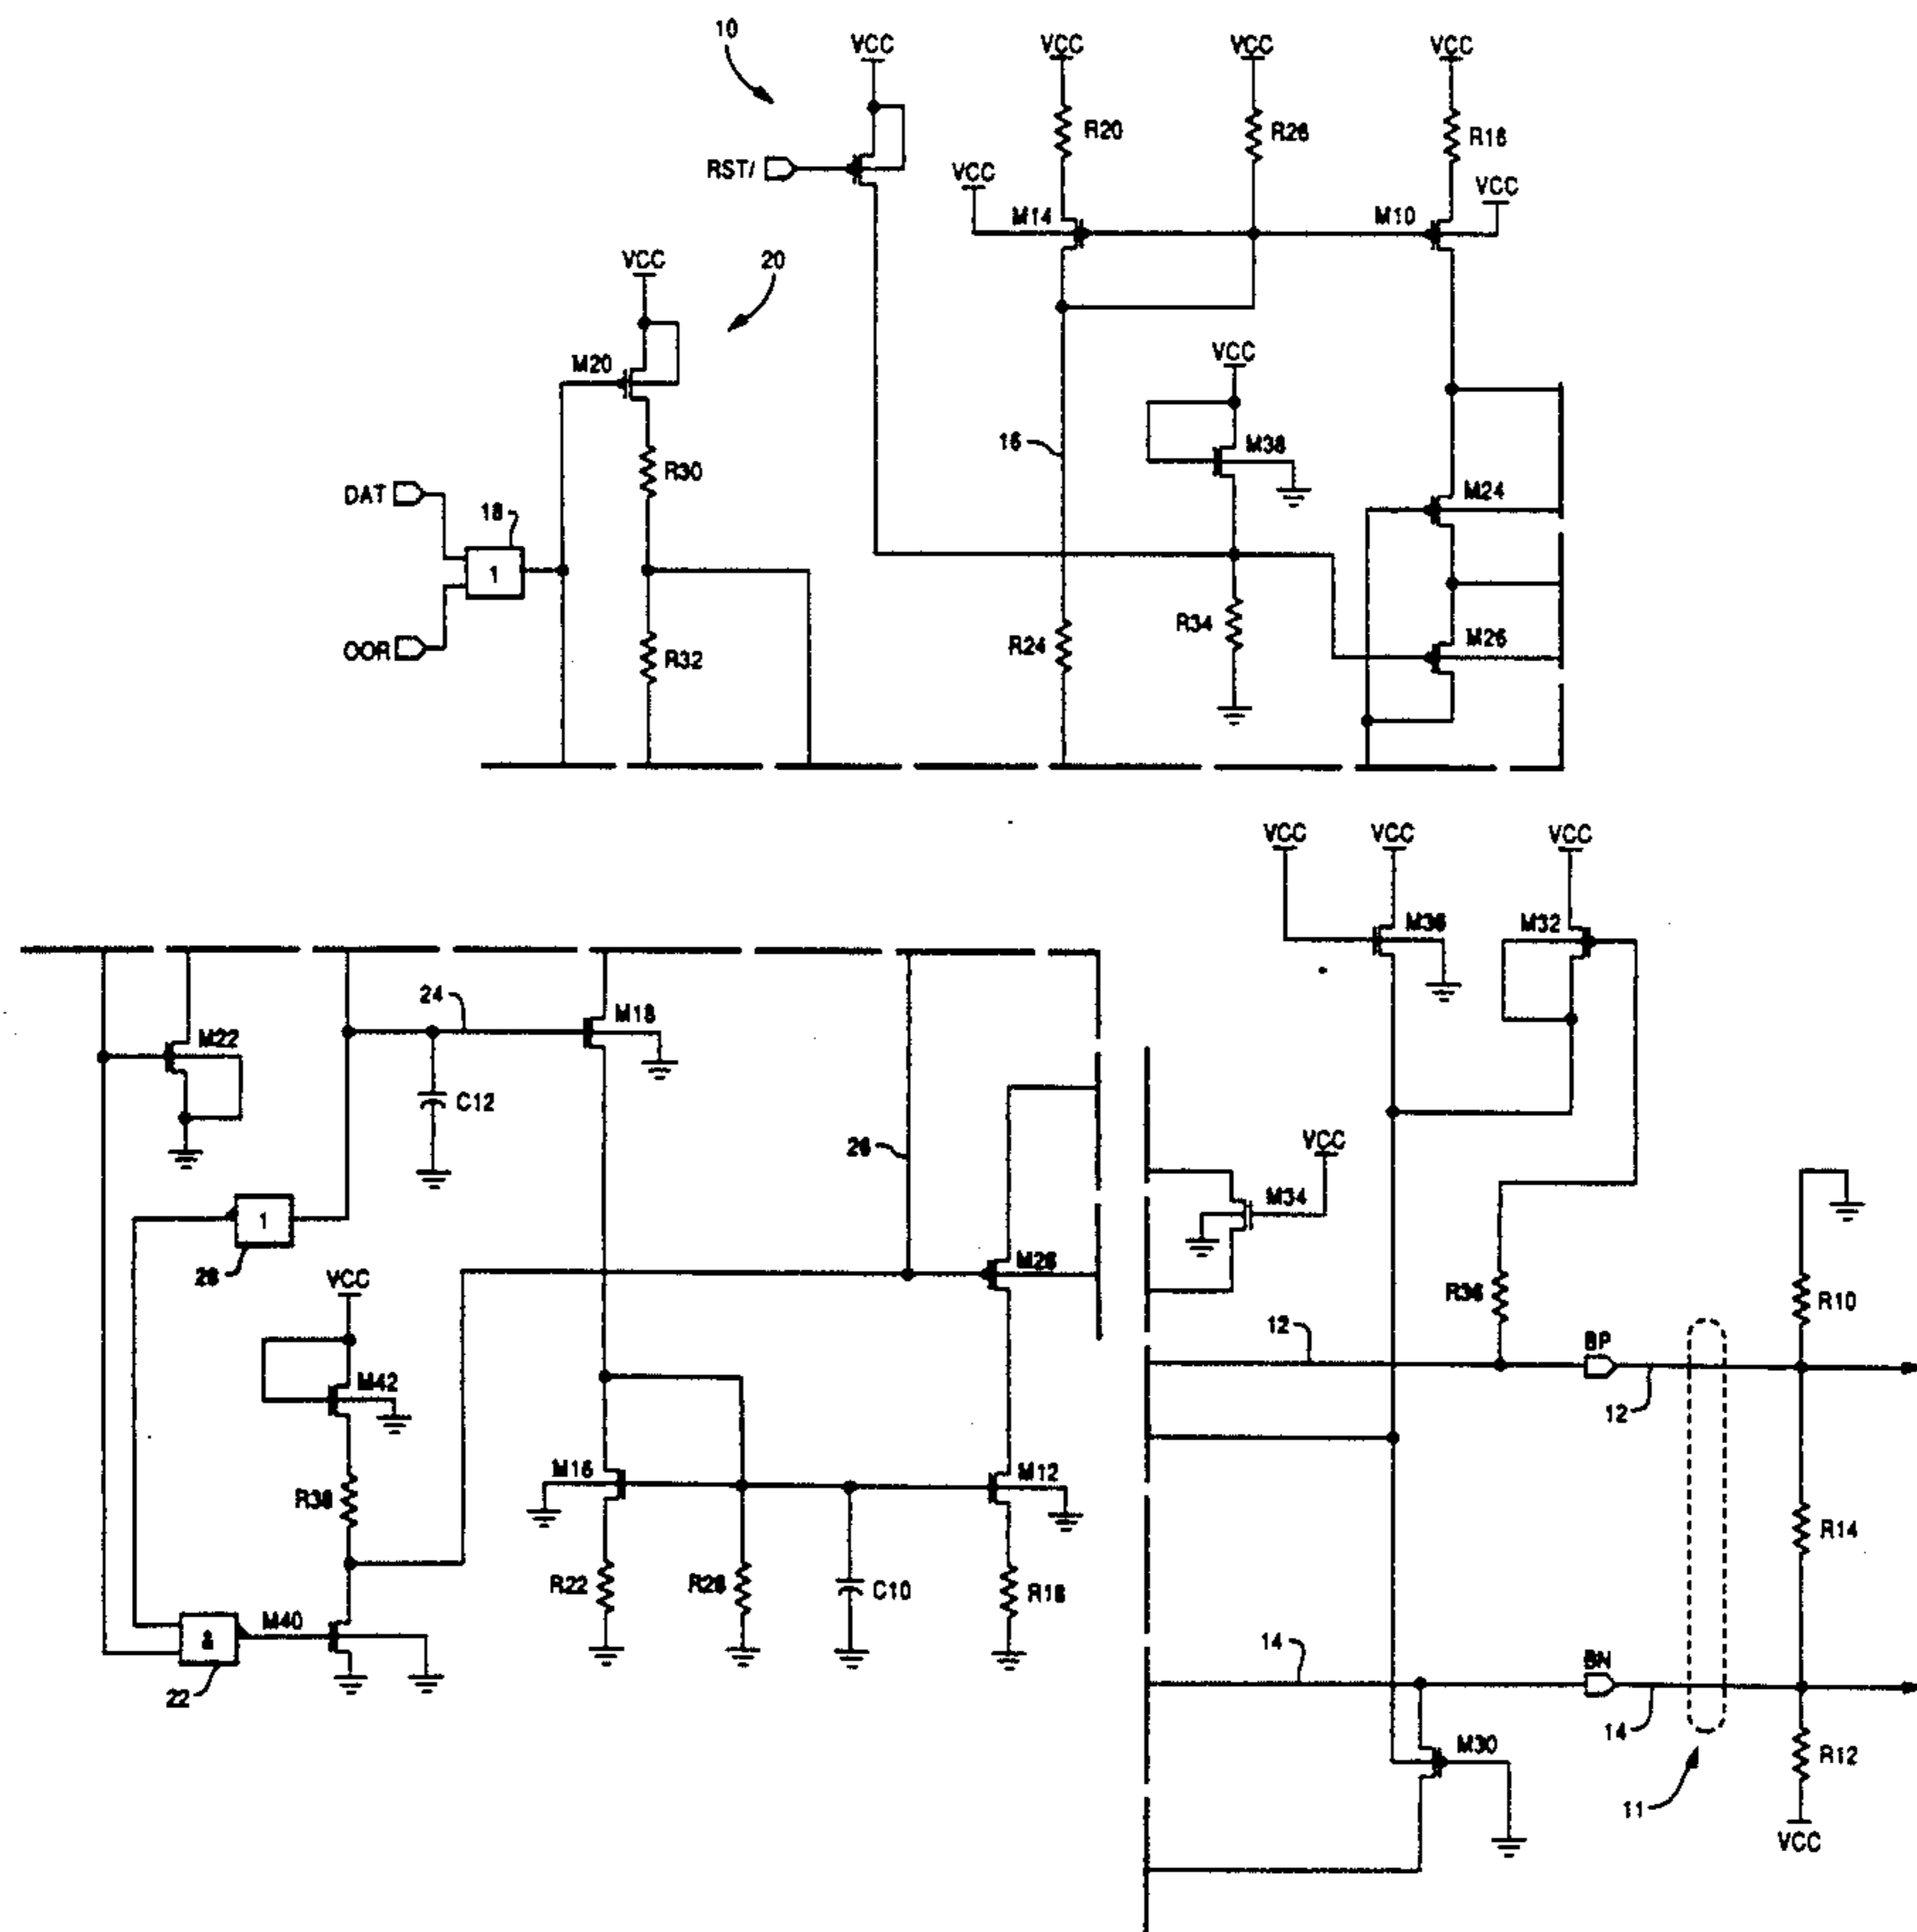 10
VCC
VCC
VCC
VCC
RST/
R20
R26
R16
VCC
VCC
M14
M10
VCC
20
M20
VCC
16
M38
R30
M24
DAT
18
1
OOR
R32
R24
R34
M26
VCC
VCC
VCC
M36
M32
24
M18
M22
C12
26
VCC
M34
1
28
M28
VCC
R36
R10
12
BP
12
M42
M16
M12
R38
R14
R22
R28
C10
R18
M40
&
22
14
BN
14
M30
R12
11
VCC